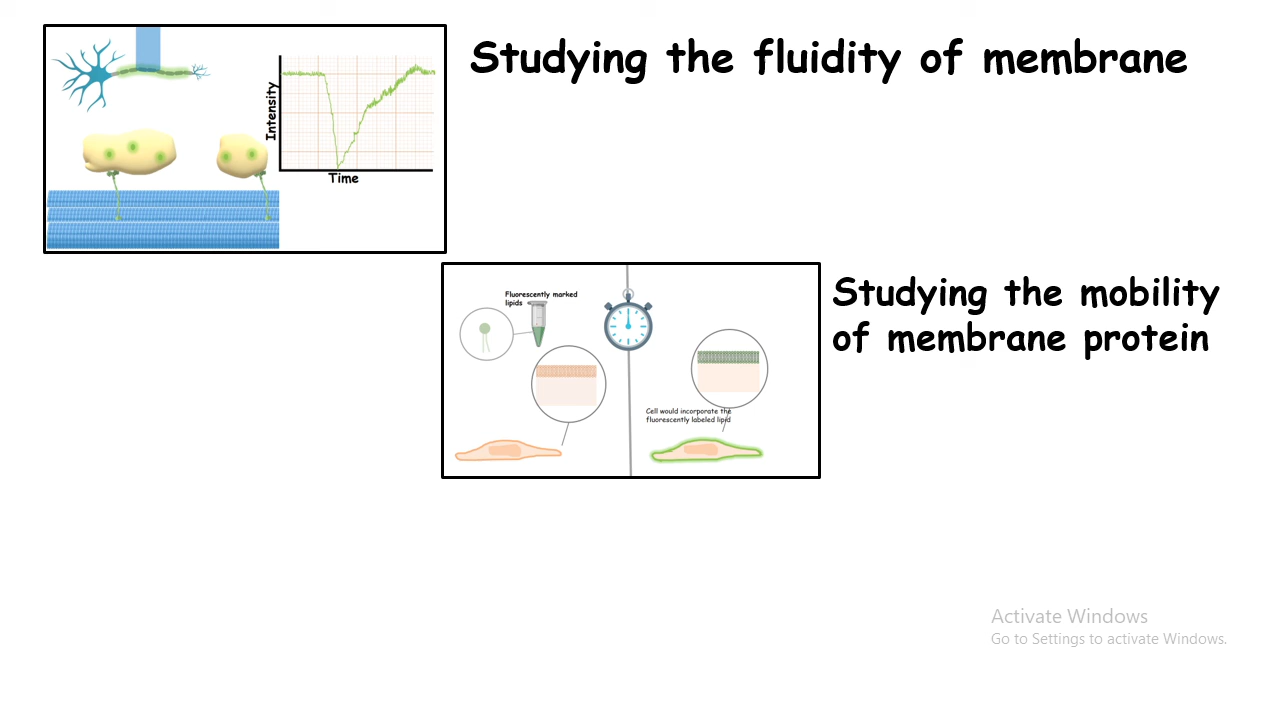 Studying the fluidity of membrane
Intensity
Time
Fluorescently marked
lipids
Cell would incorporate the
fluorescently labeled lipid
Studying the mobility
of membrane protein
Activate Windows
Go to Settings to activate Windows.